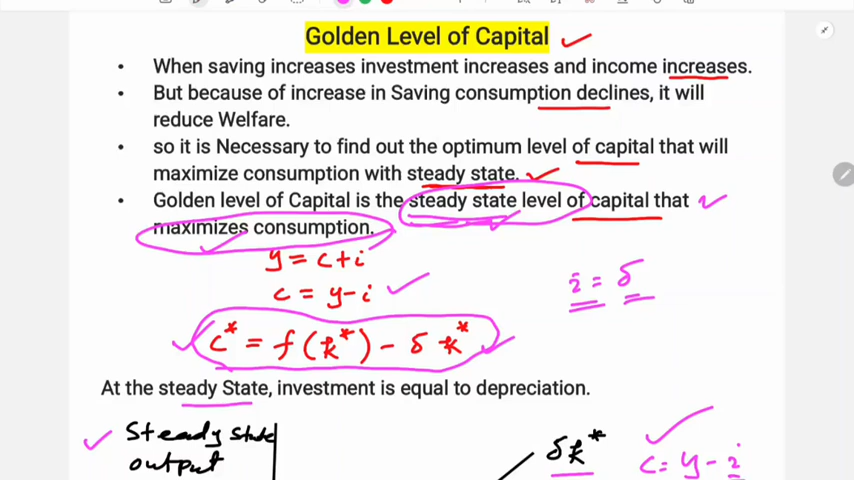 Golden Level of Capital
• When saving increases investment increases and income increases.
• But because of increase in Saving consumption declines, it will
reduce Welfare.
• so it is Necessary to find out the optimum level of capital that will
maximize consumption with steady state.
• Golden level of Capital is the steady state level of capital that
maximizes consumption.
y = c + i
c = y - i
i = δ
c* = f(k*) - δ k*
At the steady State, investment is equal to depreciation.
Steady state
output
δk*
c = y - i